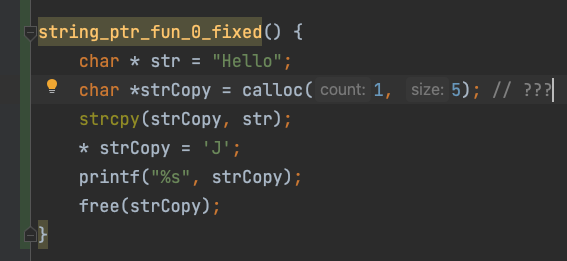 string_ptr_fun_0_fixed() {
    char * str = "Hello";
    char *strCopy = calloc( count: 1, size: 5); // ???
    strcpy(strCopy, str);
    * strCopy = 'J';
    printf("%s", strCopy);
    free(strCopy);
}